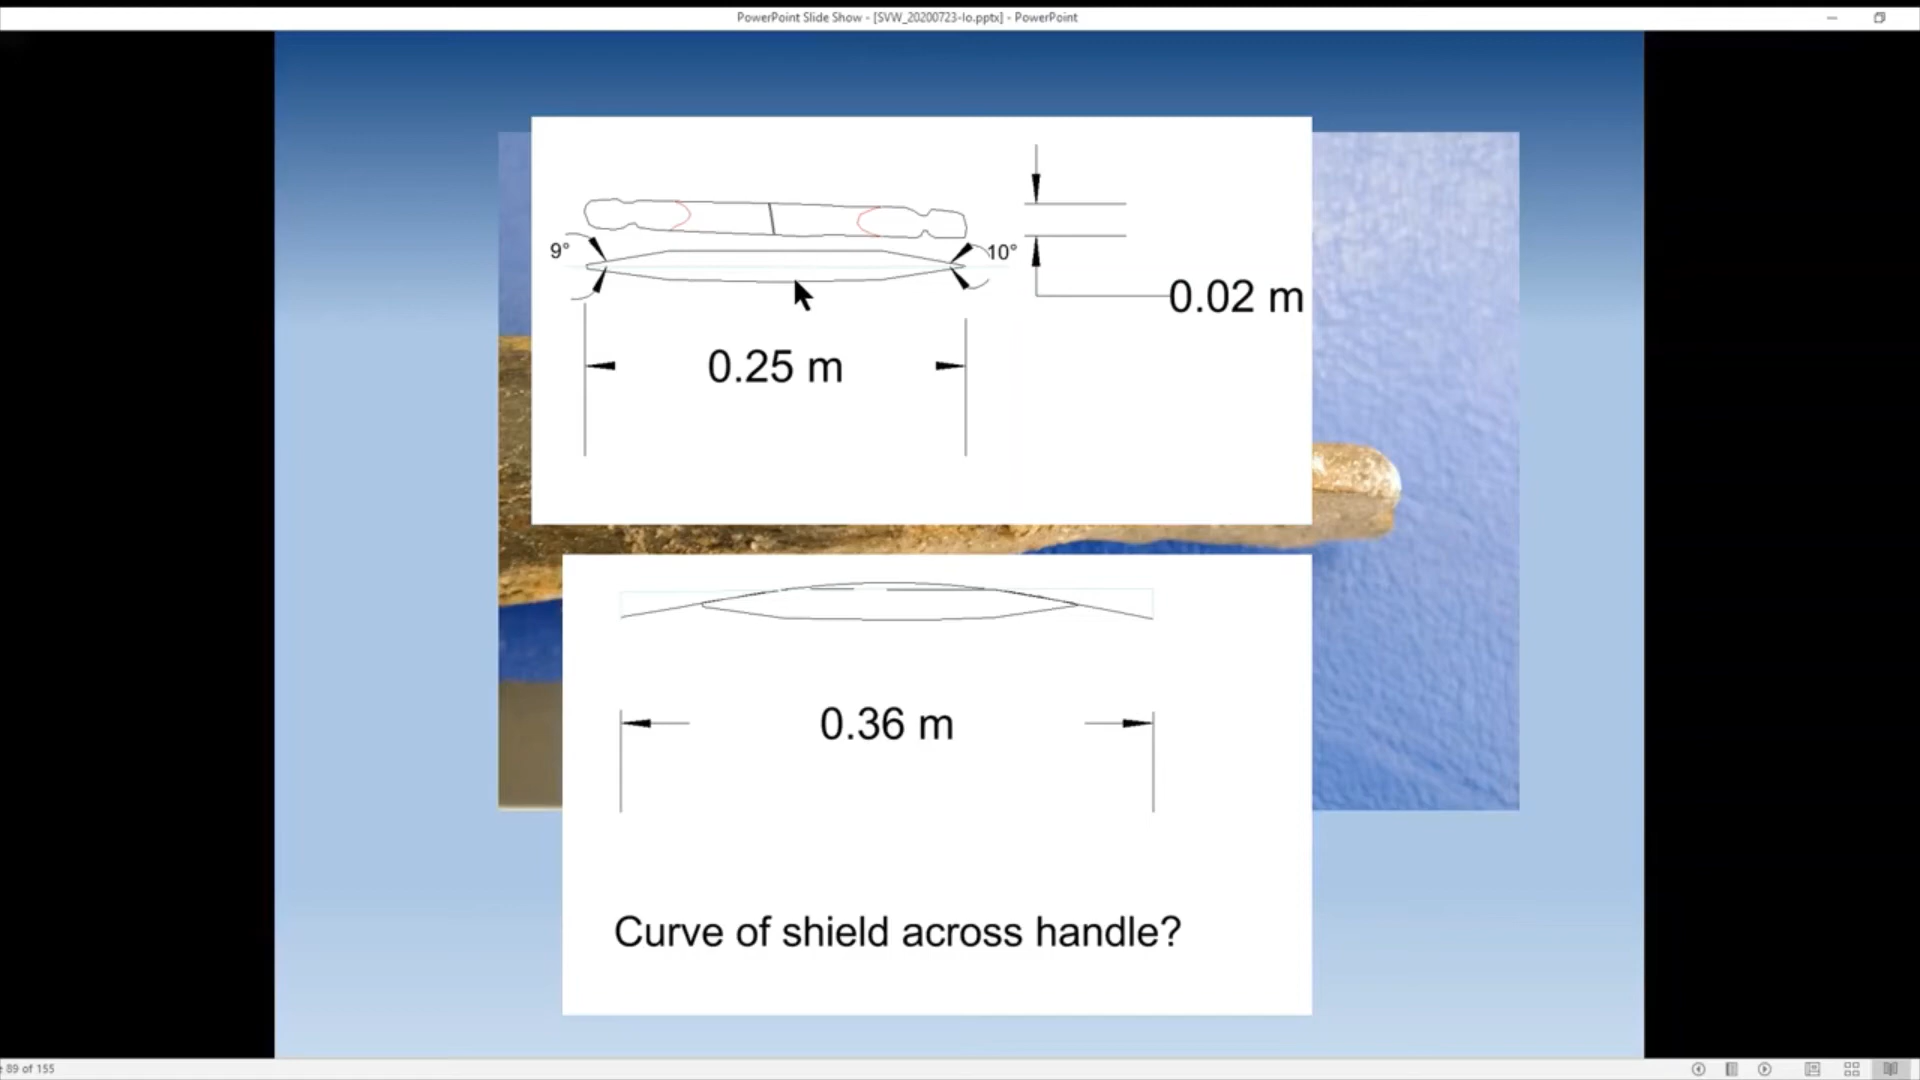 PowerPoint Slide Show - [SVW_20200723-lo.pptx] - PowerPoint
9°
10°
0.02 m
0.25 m
0.36 m
Curve of shield across handle?
89 of 155